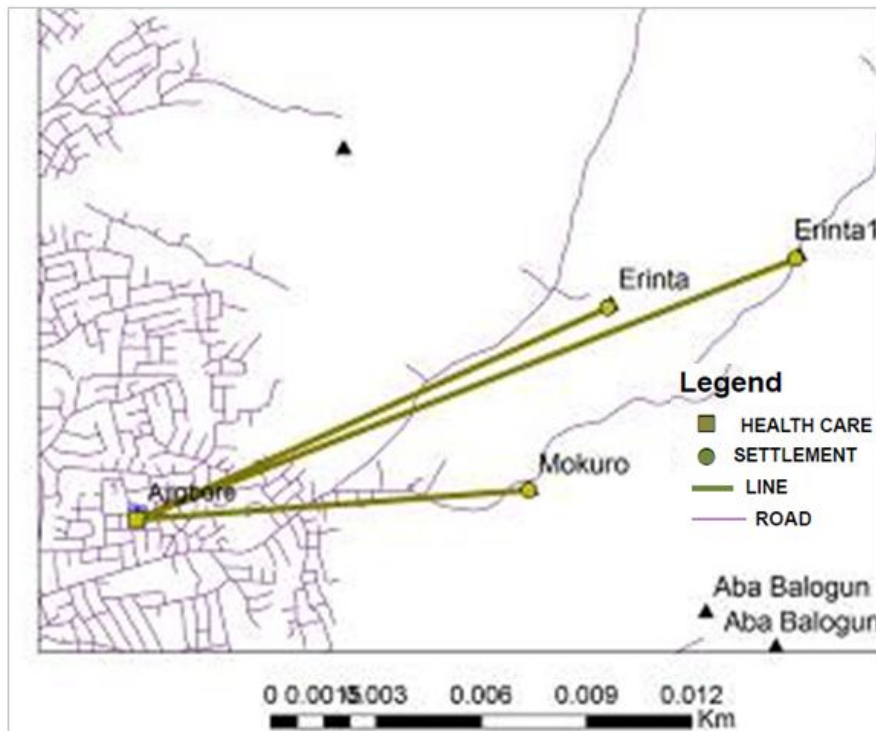 Erinta1
Erinta
Legend
HEALTH CARE
SETTLEMENT
LINE
ROAD
Mokuro
Aba Balogun
Aba Balogun
0 0.0015 0.003 0.006 0.009 0.012
Km